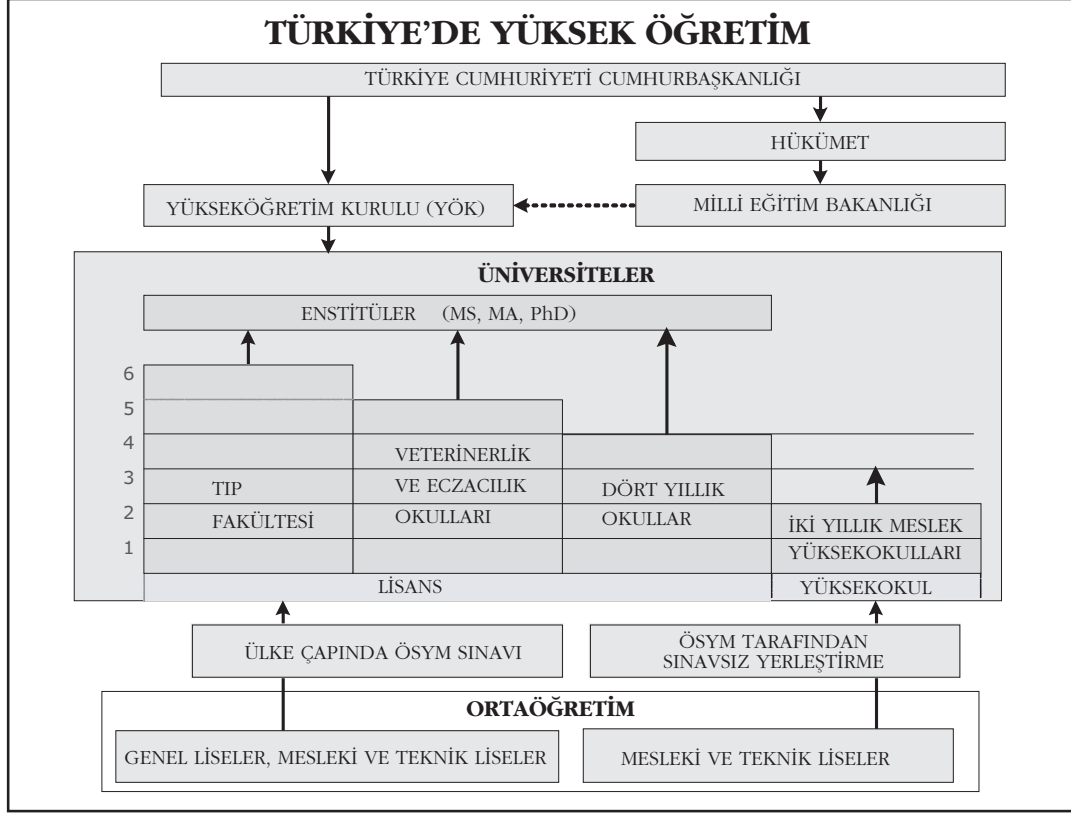 TÜRKİYE’DE YÜKSEK ÖĞRETİM
TÜRKİYE CUMHURİYETİ CUMHURBAŞKANLIĞI
HÜKÜMET
YÜKSEKÖĞRETİM KURULU (YÖK)
MİLLİ EĞİTİM BAKANLIĞI
ÜNİVERSİTELER
ENSTİTÜLER (MS, MA, PhD)
6
5
4
3
2
1
TIP
FAKÜLTESİ
VETERİNERLİK
VE ECZACILIK
OKULLARI
DÖRT YILLIK
OKULLAR
İKİ YILLIK MESLEK
YÜKSEKOKULLARI
LİSANS
YÜKSEKOKUL
ÜLKE ÇAPINDA ÖSYM SINAVI
ÖSYM TARAFINDAN
SINAVSIZ YERLEŞTİRME
ORTAÖĞRETİM
GENEL LİSELER, MESLEKİ VE TEKNİK LİSELER
MESLEKİ VE TEKNİK LİSELER